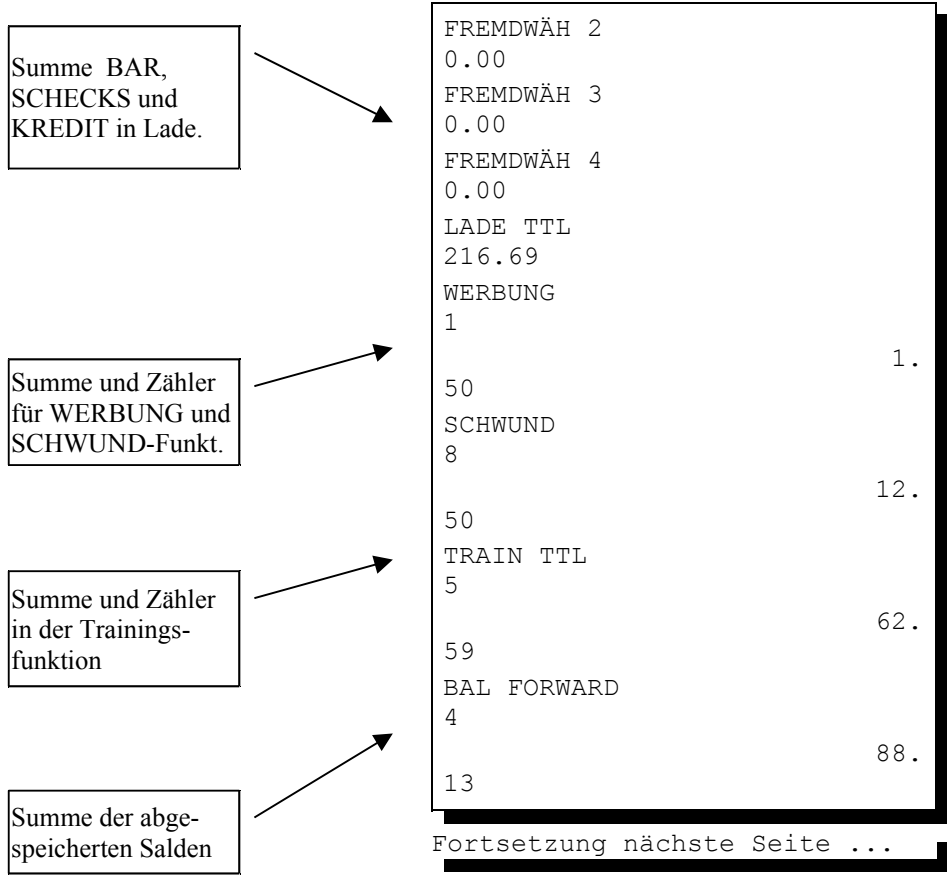 Summe BAR,
SCHECKS und
KREDIT in Lade.
Summe und Zähler
für WERBUNG und
SCHWUND-Funkt.
Summe und Zähler
in der Trainings-
funktion
Summe der abge-
speicherten Salden
FREMDWÄH 2
0.00
FREMDWÄH 3
0.00
FREMDWÄH 4
0.00
LADE TTL
216.69
WERBUNG
1
1.
50
SCHWUND
8
12.
50
TRAIN TTL
5
62.
59
BAL FORWARD
4
88.
13
Fortsetzung nächste Seite ...